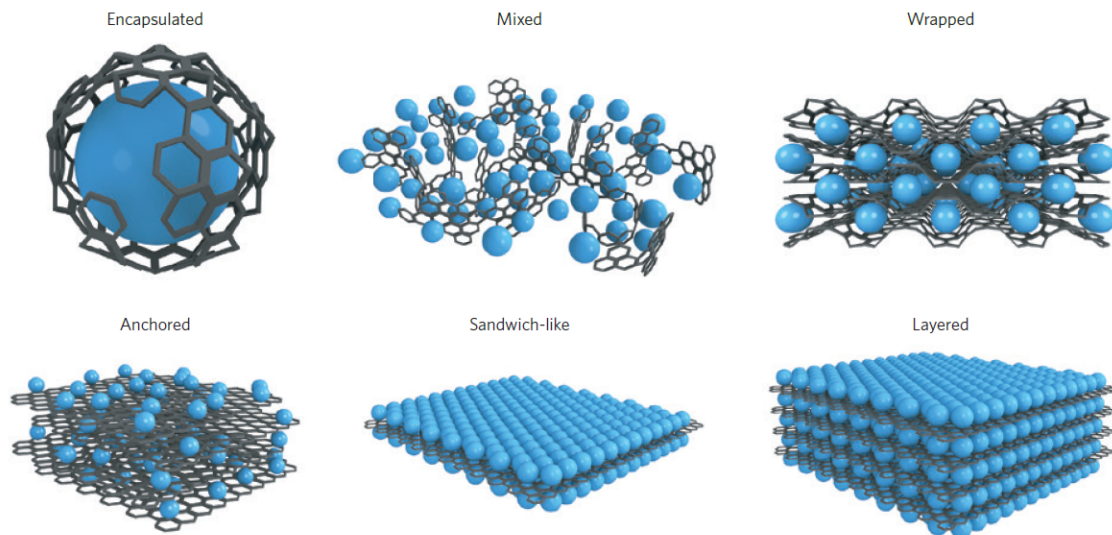 Encapsulated
Mixed
Wrapped
Anchored
Sandwich-like
Layered